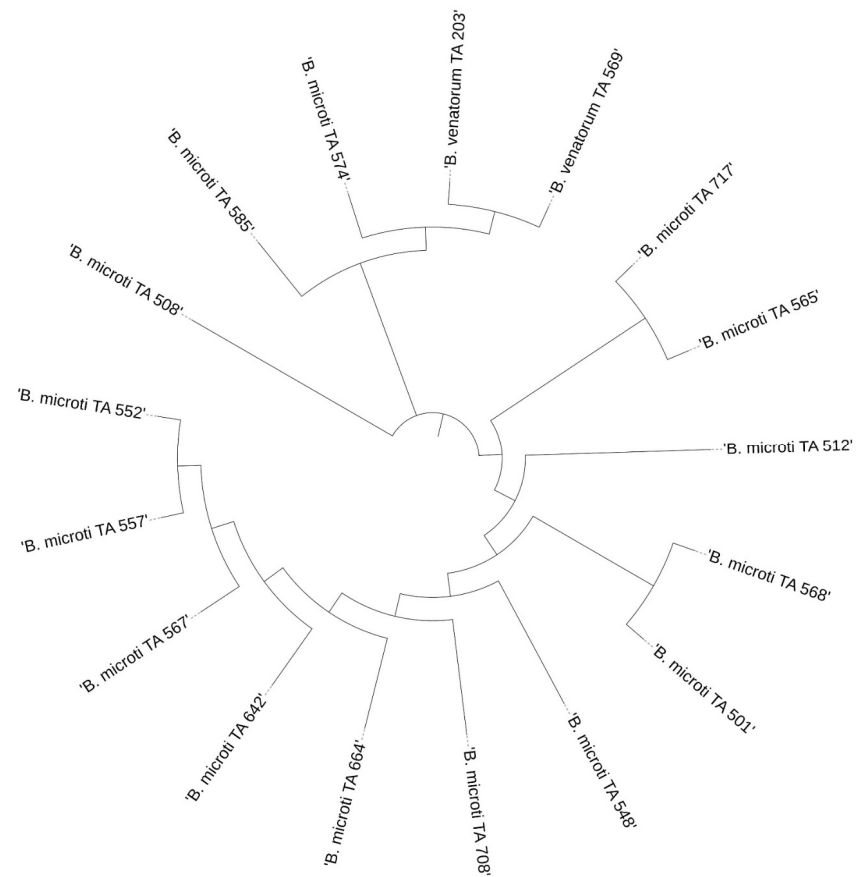 'B. venatorum TA 203'
'B. venatorum TA 569'
'B. microti TA 717'
'B. microti TA 565'
'B. microti TA 512'
'B. microti TA 568'
'B. microti TA 501'
'B. microti TA 548'
'B. microti TA 708'
'B. microti TA 664'
'B. microti TA 642'
'B. microti TA 567'
'B. microti TA 557'
'B. microti TA 552'
'B. microti TA 508'
'B. microti TA 585'
'B. microti TA 574'